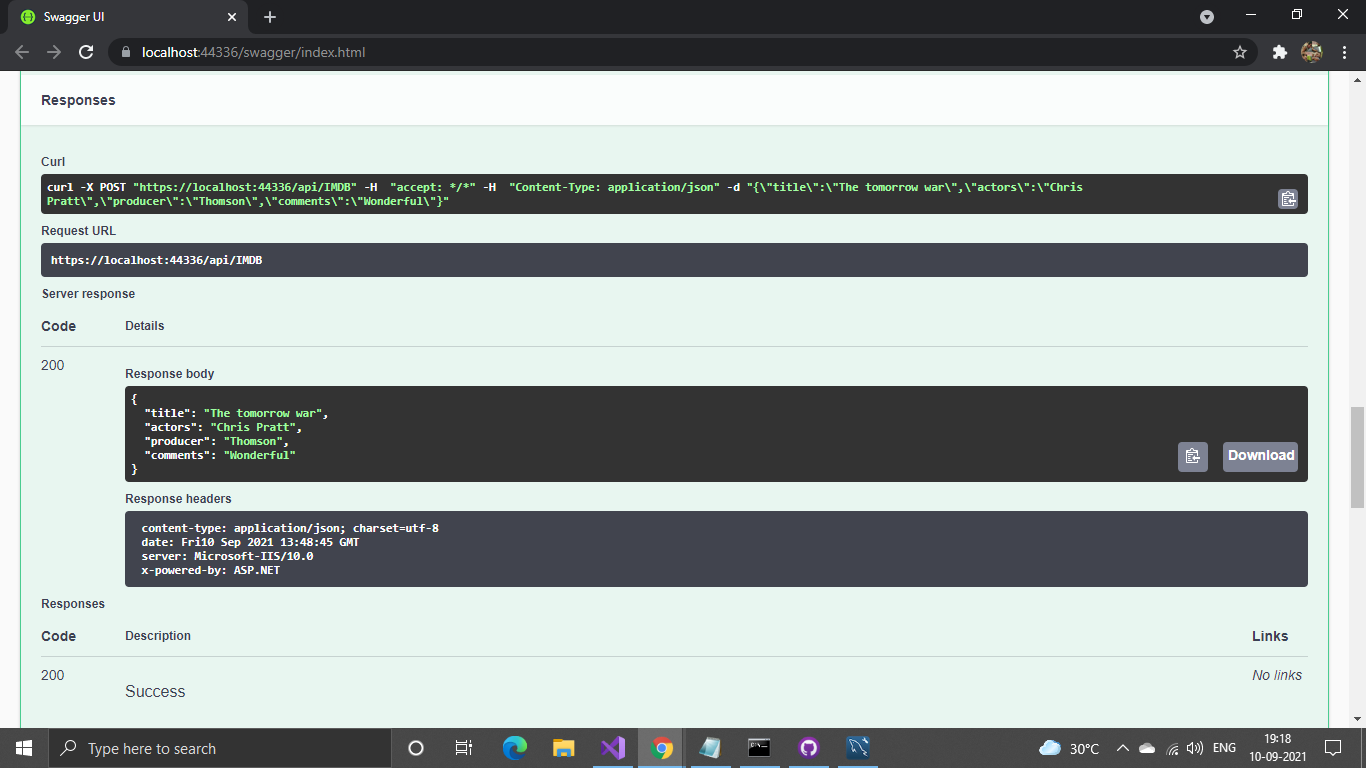 Swagger UI
localhost:44336/swagger/index.html
Responses
Curl
curl -X POST "https://localhost:44336/api/IMDB" -H  "accept: */*" -H  "Content-Type: application/json" -d "{\"title\":\"The tomorrow war\",\"actors\":\"Chris
Pratt\",\"producer\":\"Thomson\",\"comments\":\"Wonderful\"}"
Request URL
https://localhost:44336/api/IMDB
Server response
Code Details
200
Response body
{
"title": "The tomorrow war",
"actors": "Chris Pratt",
"producer": "Thomson",
"comments": "Wonderful"
}
Download
Response headers
content-type: application/json; charset=utf-8
date: Fri10 Sep 2021 13:48:45 GMT
server: Microsoft-IIS/10.0
x-powered-by: ASP.NET
Responses
Code Description Links
200 No links
Success
Type here to search
30°C
ENG
19:18
10-09-2021